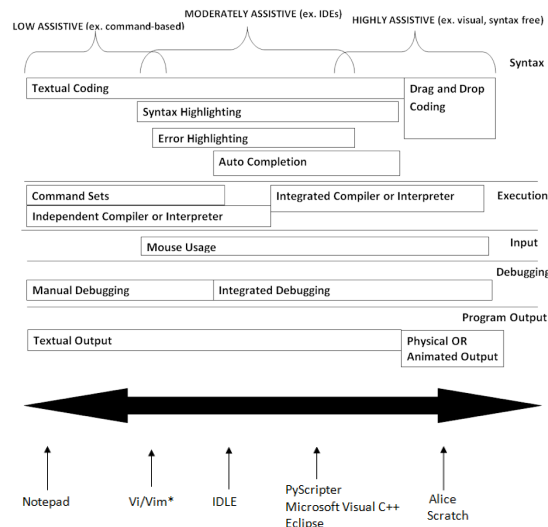 MODERATELY ASSISTIVE (ex. IDEs)
LOW ASSISTIVE (ex. command-based)
HIGHLY ASSISTIVE (ex. visual, syntax free)
Syntax
Textual Coding
Drag and Drop
Coding
Syntax Highlighting
Error Highlighting
Auto Completion
Command Sets
Integrated Compiler or Interpreter
Execution
Independent Compiler or Interpreter
Input
Mouse Usage
Debugging
Manual Debugging
Integrated Debugging
Program Output
Textual Output
Physical OR
Animated Output
Notepad
Vi/Vim*
IDLE
PyScripter
Microsoft Visual C++
Eclipse
Alice
Scratch